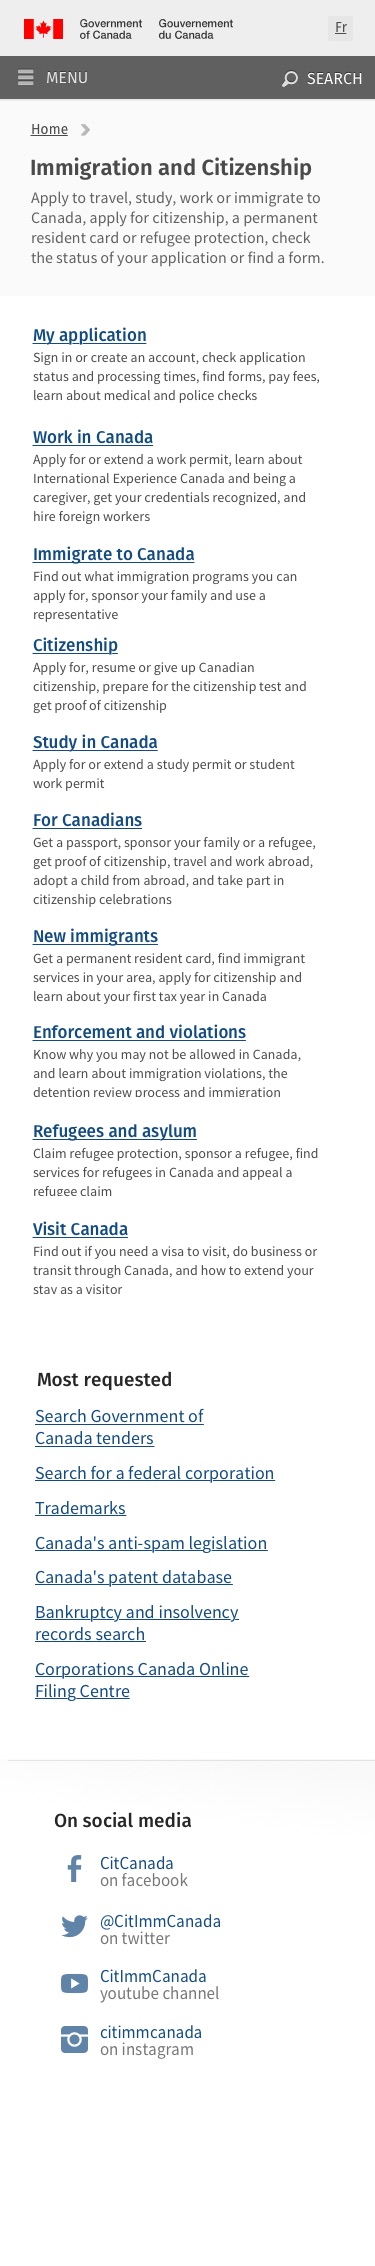 Government of Canada
Gouvernement du Canada
Fr
MENU
SEARCH
Home
Immigration and Citizenship
Apply to travel, study, work or immigrate to
Canada, apply for citizenship, a permanent
resident card or refugee protection, check
the status of your application or find a form.
My application
Sign in or create an account, check application
status and processing times, find forms, pay fees,
learn about medical and police checks
Work in Canada
Apply for or extend a work permit, learn about
International Experience Canada and being a
caregiver, get your credentials recognized, and
hire foreign workers
Immigrate to Canada
Find out what immigration programs you can
apply for, sponsor your family and use a
representative
Citizenship
Apply for, resume or give up Canadian
citizenship, prepare for the citizenship test and
get proof of citizenship
Study in Canada
Apply for or extend a study permit or student
work permit
For Canadians
Get a passport, sponsor your family or a refugee,
get proof of citizenship, travel and work abroad,
adopt a child from abroad, and take part in
citizenship celebrations
New immigrants
Get a permanent resident card, find immigrant
services in your area, apply for citizenship and
learn about your first tax year in Canada
Enforcement and violations
Know why you may not be allowed in Canada,
and learn about immigration violations, the
detention review process and immigration
Refugees and asylum
Claim refugee protection, sponsor a refugee, find
services for refugees in Canada and appeal a
refugee claim
Visit Canada
Find out if you need a visa to visit, do business or
transit through Canada, and how to extend your
stay as a visitor
Most requested
Search Government of
Canada tenders
Search for a federal corporation
Trademarks
Canada's anti-spam legislation
Canada's patent database
Bankruptcy and insolvency
records search
Corporations Canada Online
Filing Centre
On social media
CitCanada
on facebook
@CitImmCanada
on twitter
CitImmCanada
youtube channel
citimmcanada
on instagram